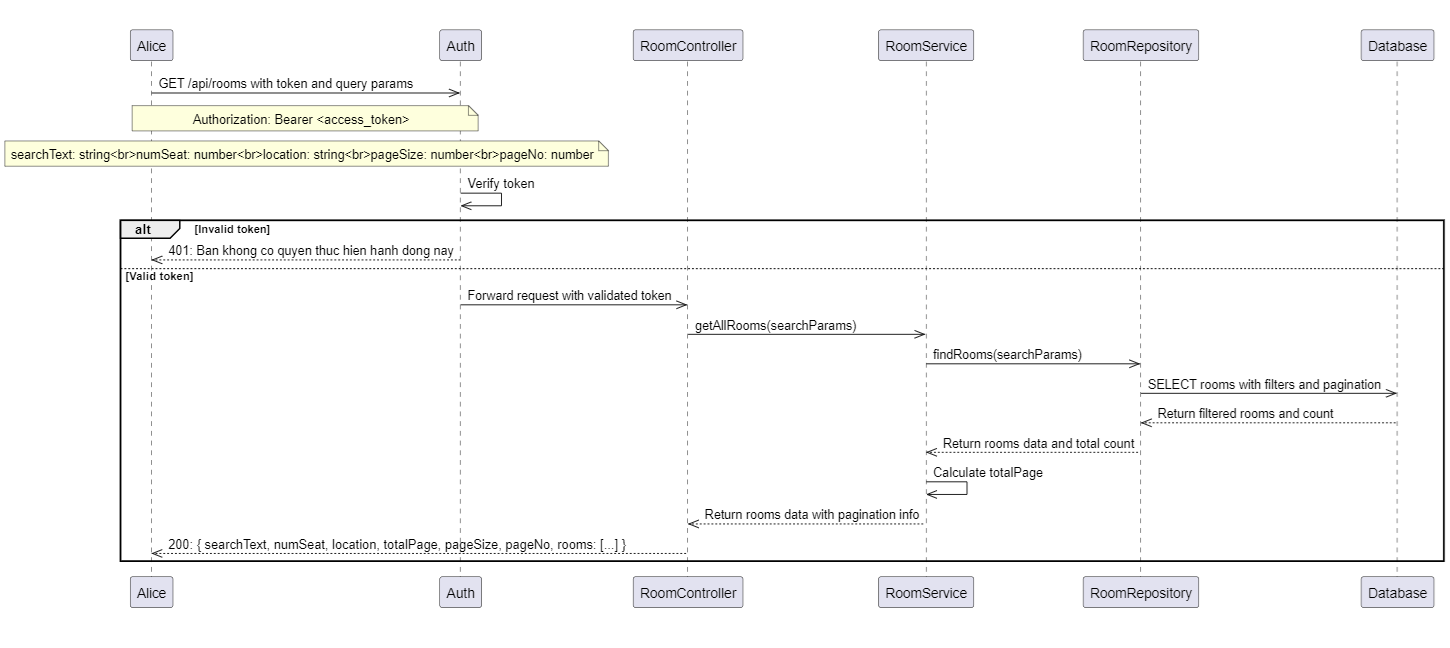 Alice
Auth
RoomController
RoomService
RoomRepository
Database
GET /api/rooms with token and query params
Authorization: Bearer <access_token>
searchText: string<br>numSeat: number<br>location: string<br>pageSize: number<br>pageNo: number
Verify token
alt
[Invalid token]
401: Ban khong co quyen thuc hien hanh dong nay
[Valid token]
Forward request with validated token
getAllRooms(searchParams)
findRooms(searchParams)
SELECT rooms with filters and pagination
Return filtered rooms and count
Return rooms data and total count
Calculate totalPage
Return rooms data with pagination info
200: { searchText, numSeat, location, totalPage, pageSize, pageNo, rooms: [...] }
Alice
Auth
RoomController
RoomService
RoomRepository
Database